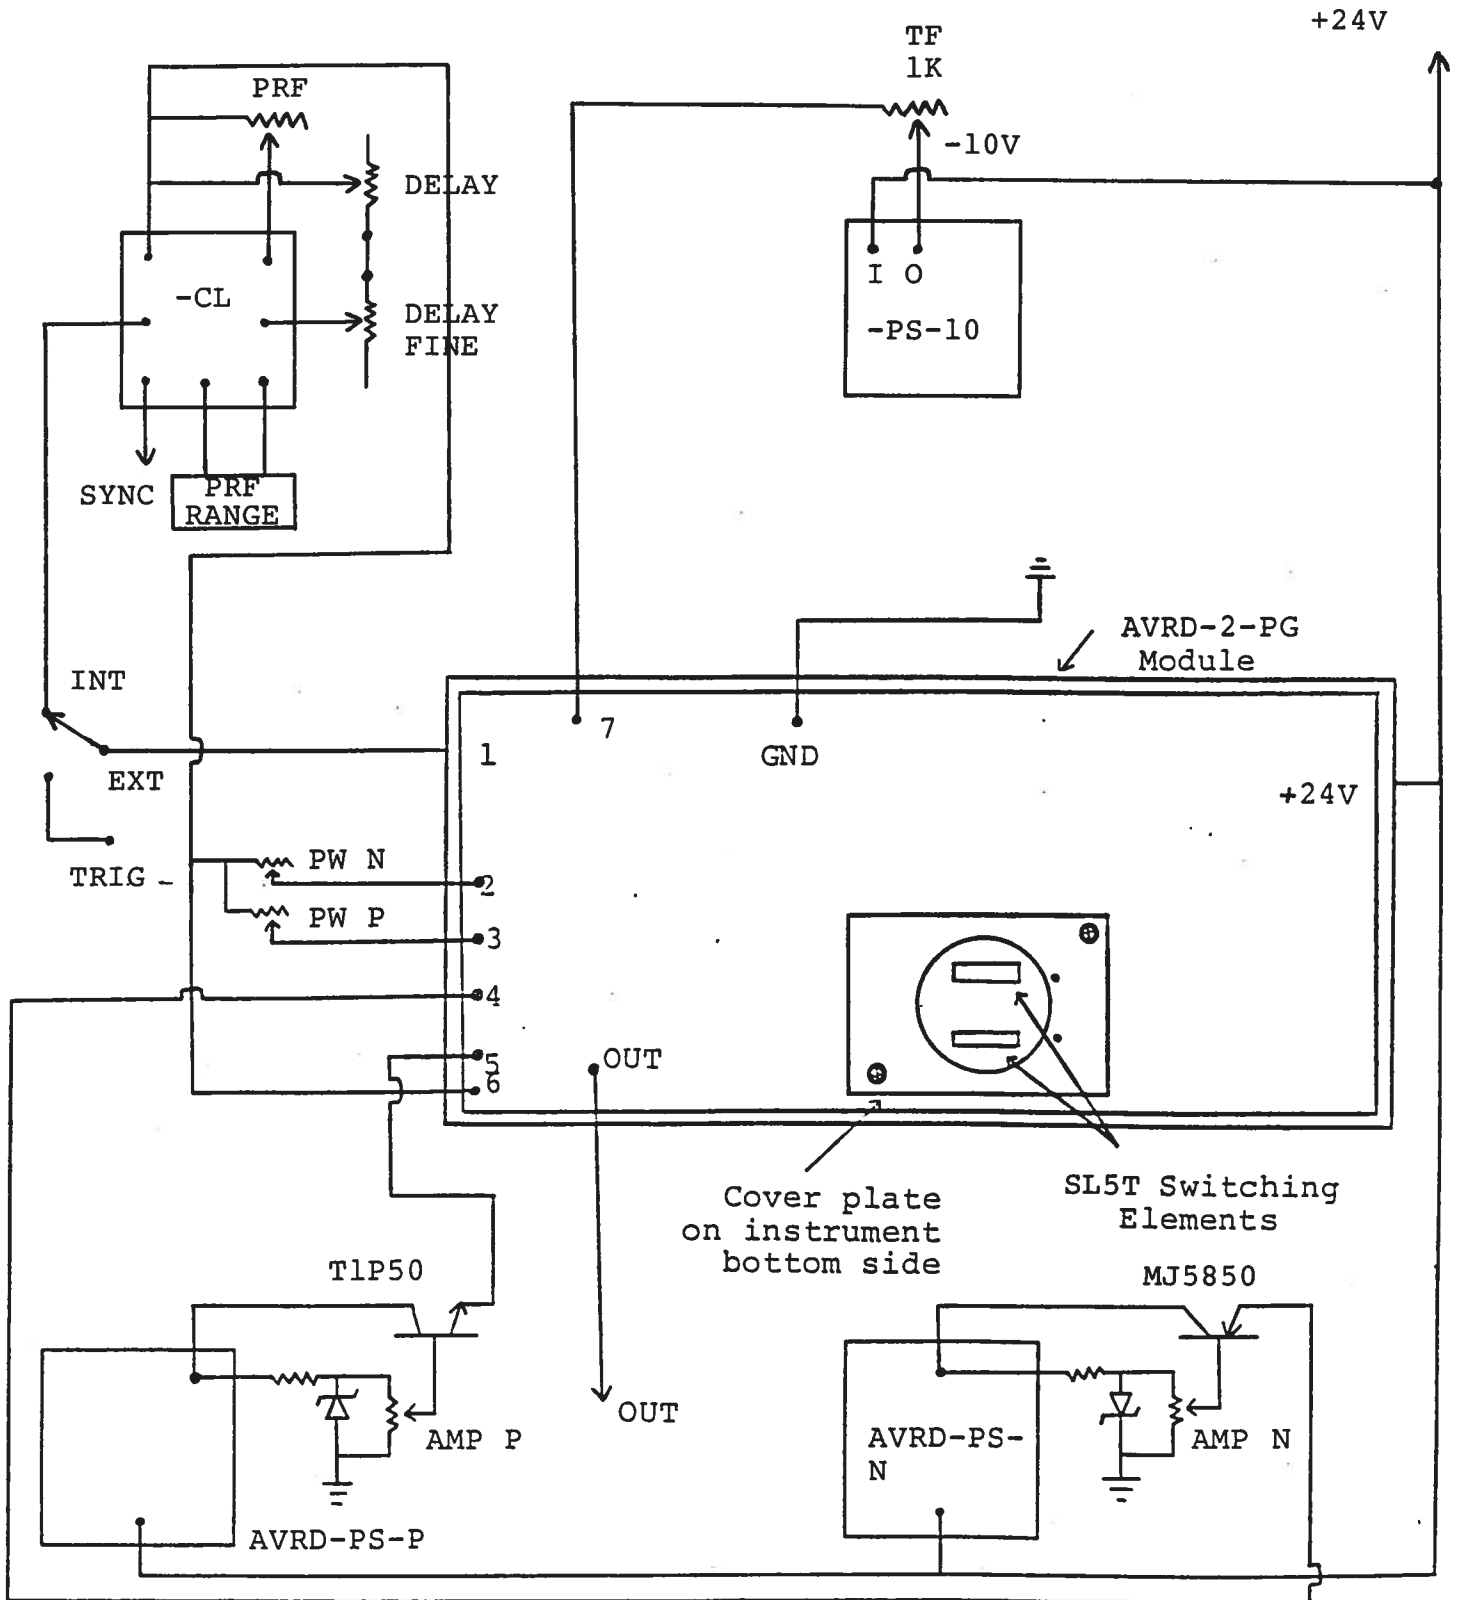 +24V
TF
1K
-10V
PRF
DELAY
-CL
DELAY
FINE
SYNC
PRF
RANGE
I O
-PS-10
AVRD-2-PG
Module
INT
EXT
TRIG
1
7
GND
+24V
PW N
2
PW P
3
4
5
6
OUT
Cover plate
on instrument
bottom side
SL5T Switching
Elements
T1P50
AMP P
AVRD-PS-P
OUT
MJ5850
AVRD-PS-
N
AMP N